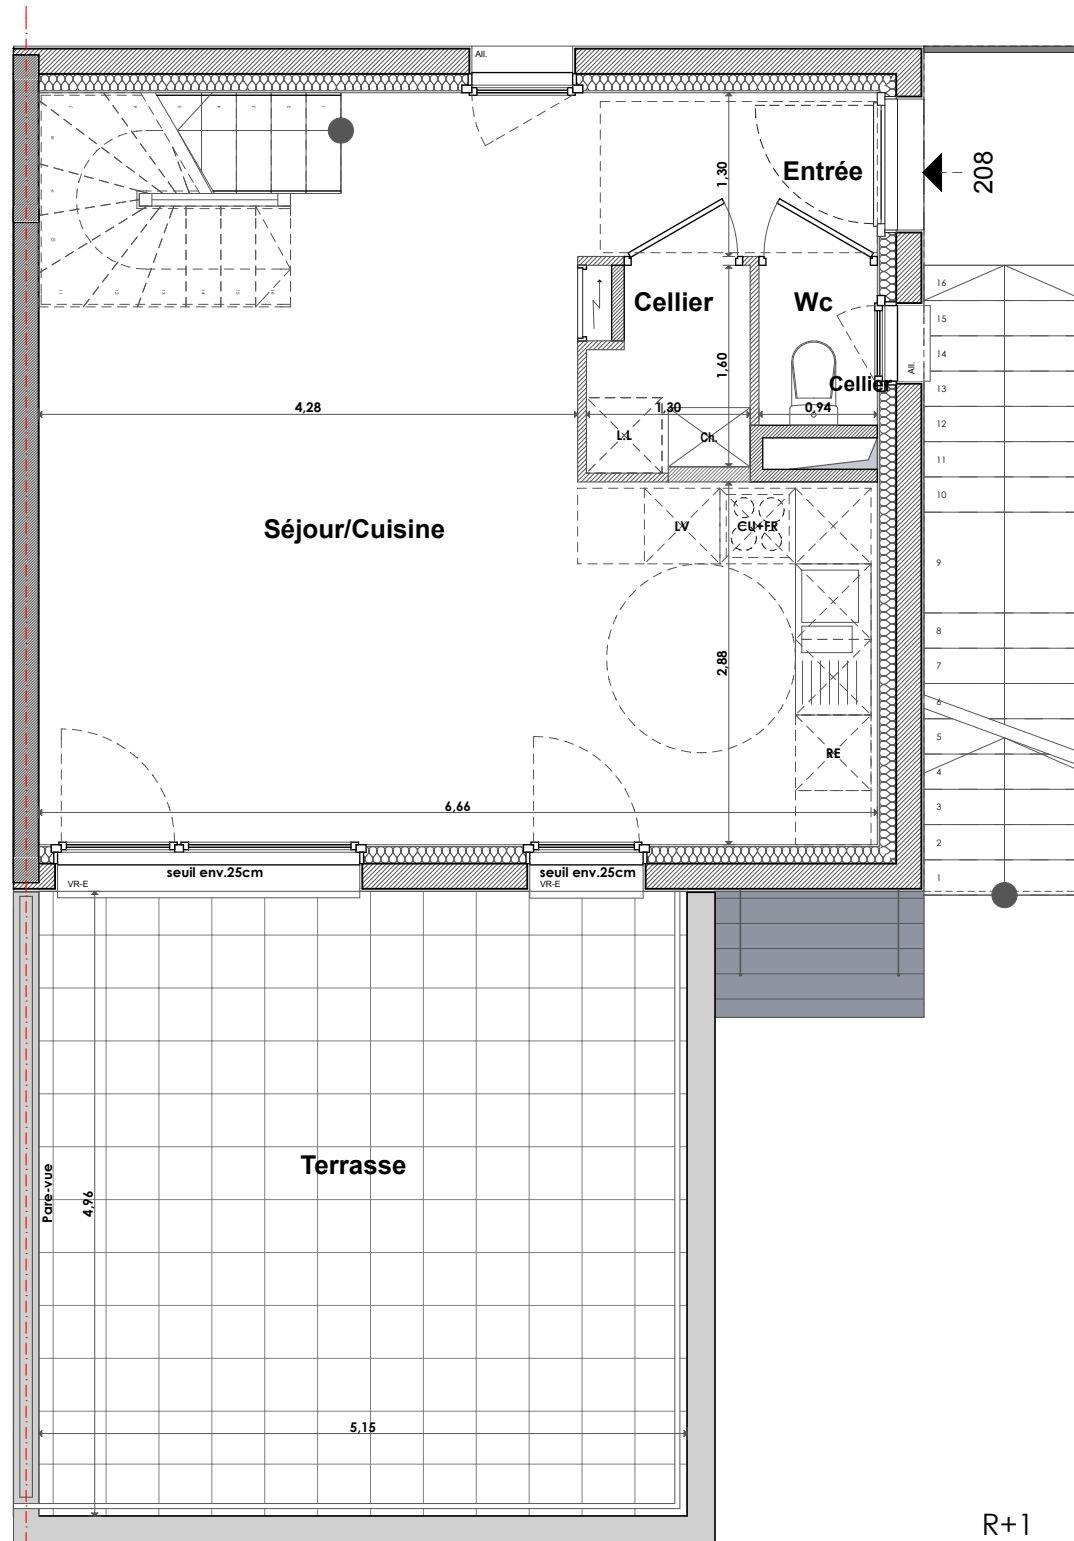 All.
208
Entrée
1,30
Cellier
Wc
16
15
14
13
12
11
10
9
8
7
6
5
4
3
2
1
All.
1,60
Cellier
4,28
1,30
0,94
L.L
Ch.
Séjour/Cuisine
LV
CU+FR
2,88
RE
6,66
seuil env.25cm
seuil env.25cm
VR-E
VR-E
Terrasse
Pare-vue
4,96
5,15
R+1